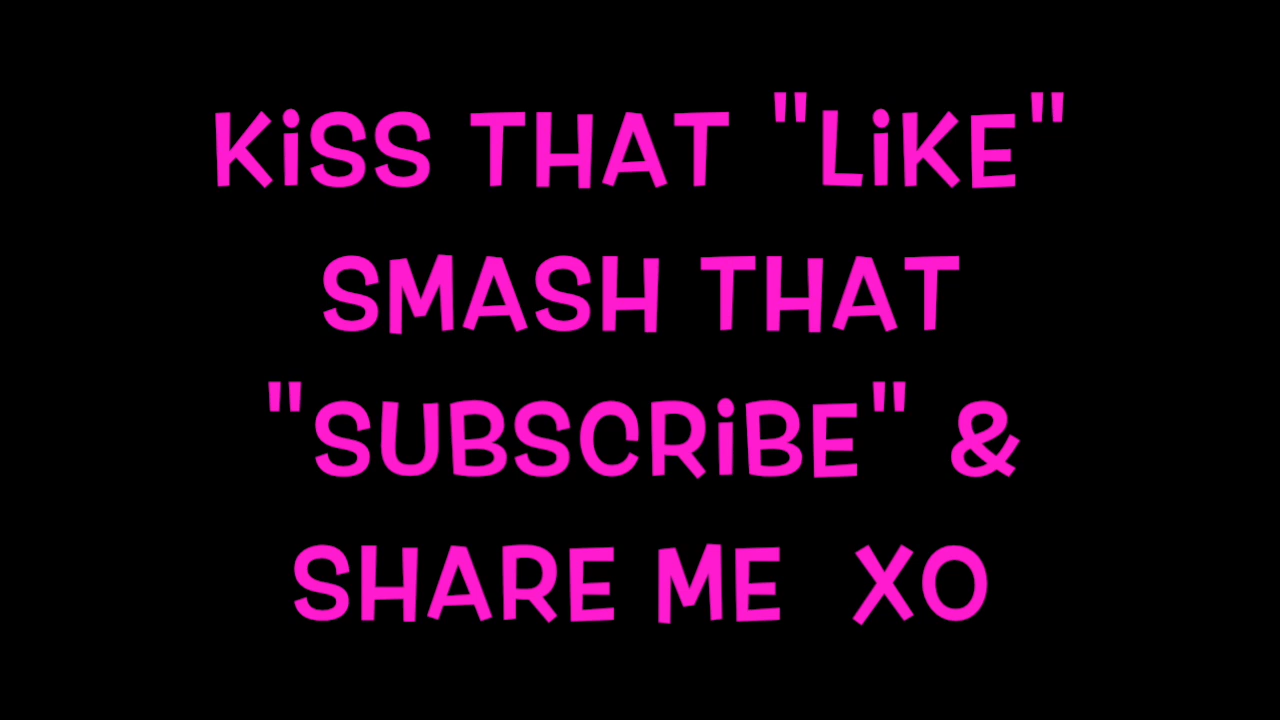 KiSS THAT "LiKE"
SMASH THAT
"SUBSCRiBE" &
SHARE ME XO